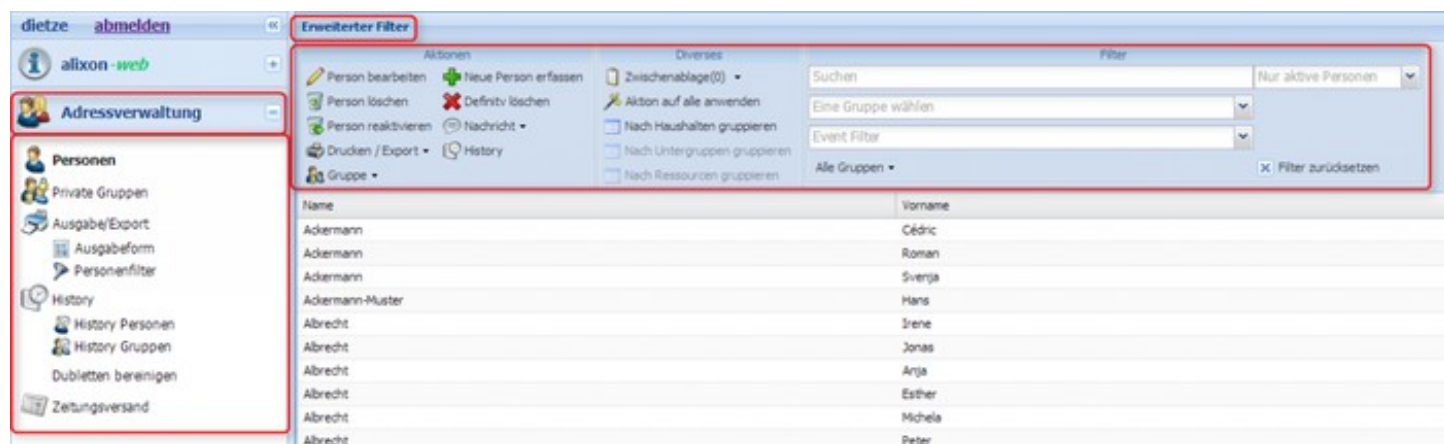 dietze abmelden
alixon-web
Adressverwaltung
Personen
Private Gruppen
Ausgabe/Export
Ausgabeform
Personenfilter
History
History Personen
History Gruppen
Dubletten bereinigen
Zeitungsversand
Erweiterter Filter
Aktionen
Person bearbeiten Neue Person erfassen
Person löschen Definitv löschen
Person reaktivieren Nachricht
Drucken / Export History
Gruppe
Diverses
Zwischenablage(0)
Aktion auf alle anwenden
Nach Haushalten gruppieren
Nach Untergruppen gruppieren
Nach Ressourcen gruppieren
Filter
Suchen Nur aktive Personen
Eine Gruppe wählen
Event Filter
Alle Gruppen Filter zurücksetzen
Name Vorname
Ackermann Cédric
Ackermann Roman
Ackermann Svenja
Ackermann-Muster Hans
Albrecht Irene
Albrecht Jonas
Albrecht Anja
Albrecht Esther
Albrecht Michela
Albrecht Peter